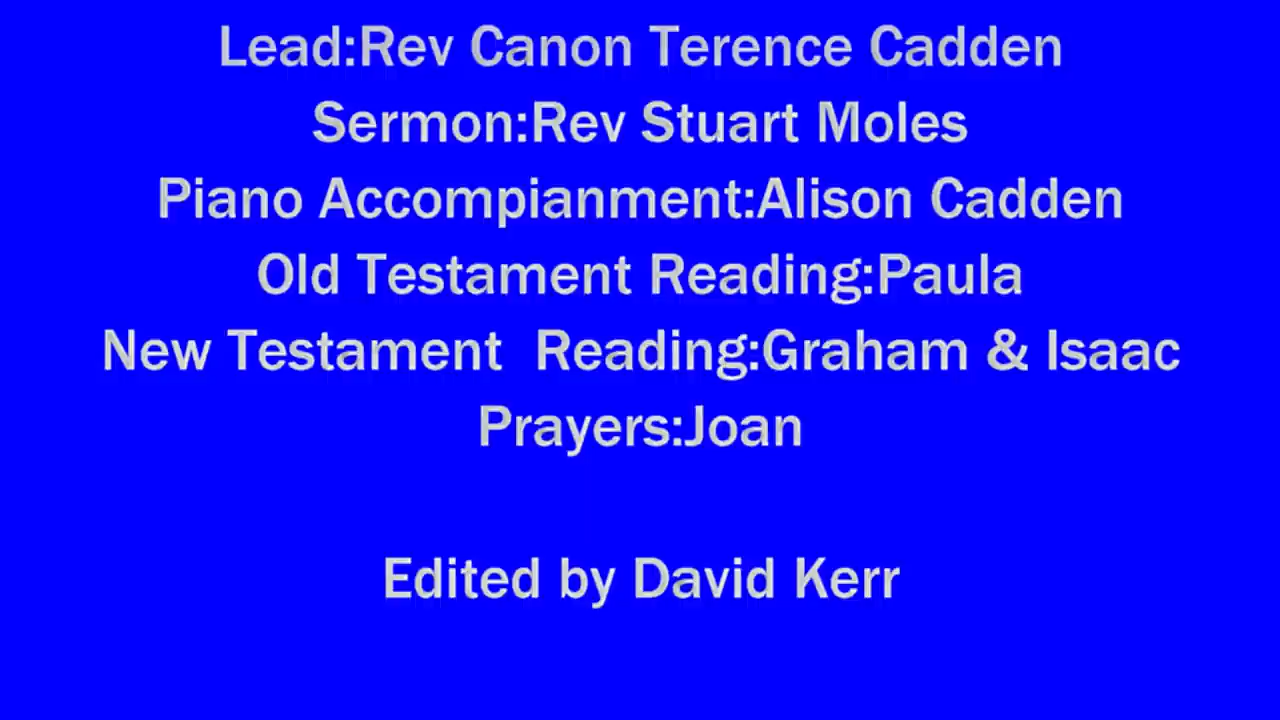 Lead:Rev Canon Terence Cadden
Sermon:Rev Stuart Moles
Piano Accompianment:Alison Cadden
Old Testament Reading:Paula
New Testament  Reading:Graham & Isaac
Prayers:Joan
Edited by David Kerr